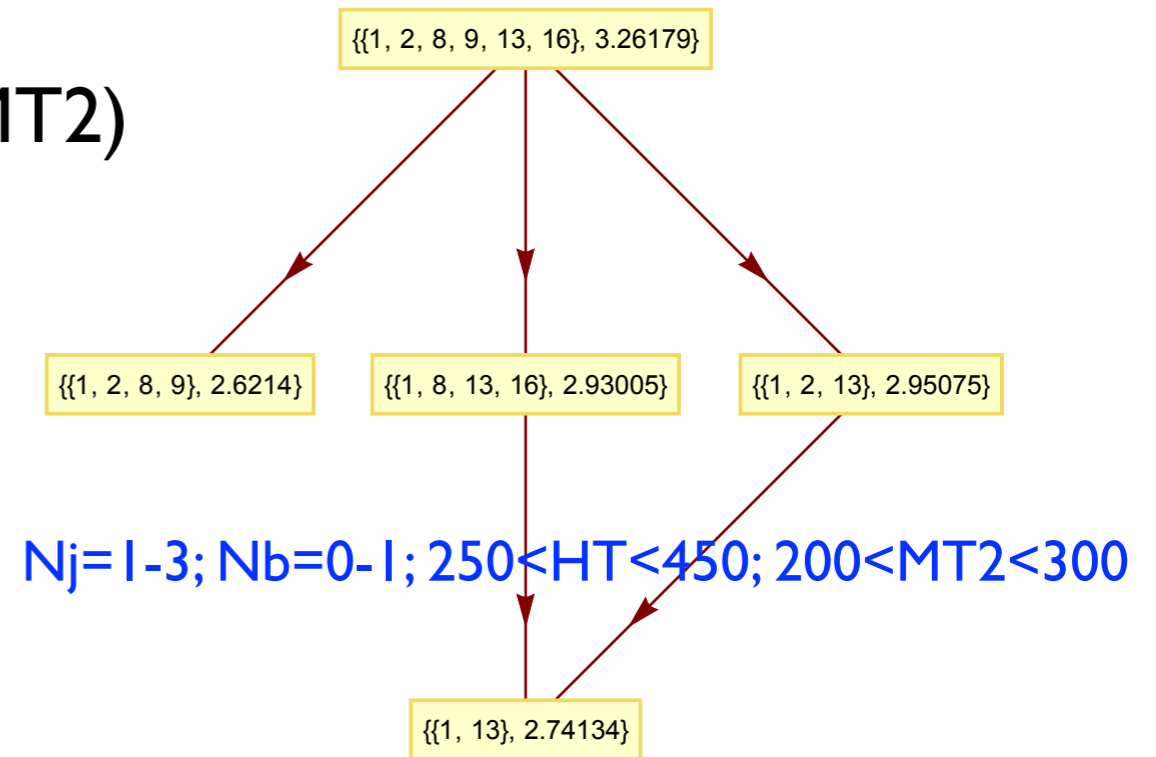 {{1, 2, 8, 9, 13, 16}, 3.26179}
MT2)
{{1, 2, 8, 9}, 2.6214}
{{1, 8, 13, 16}, 2.93005}
{{1, 2, 13}, 2.95075}
Nj=1-3; Nb=0-1; 250<HT<450; 200<MT2<300
{{1, 13}, 2.74134}